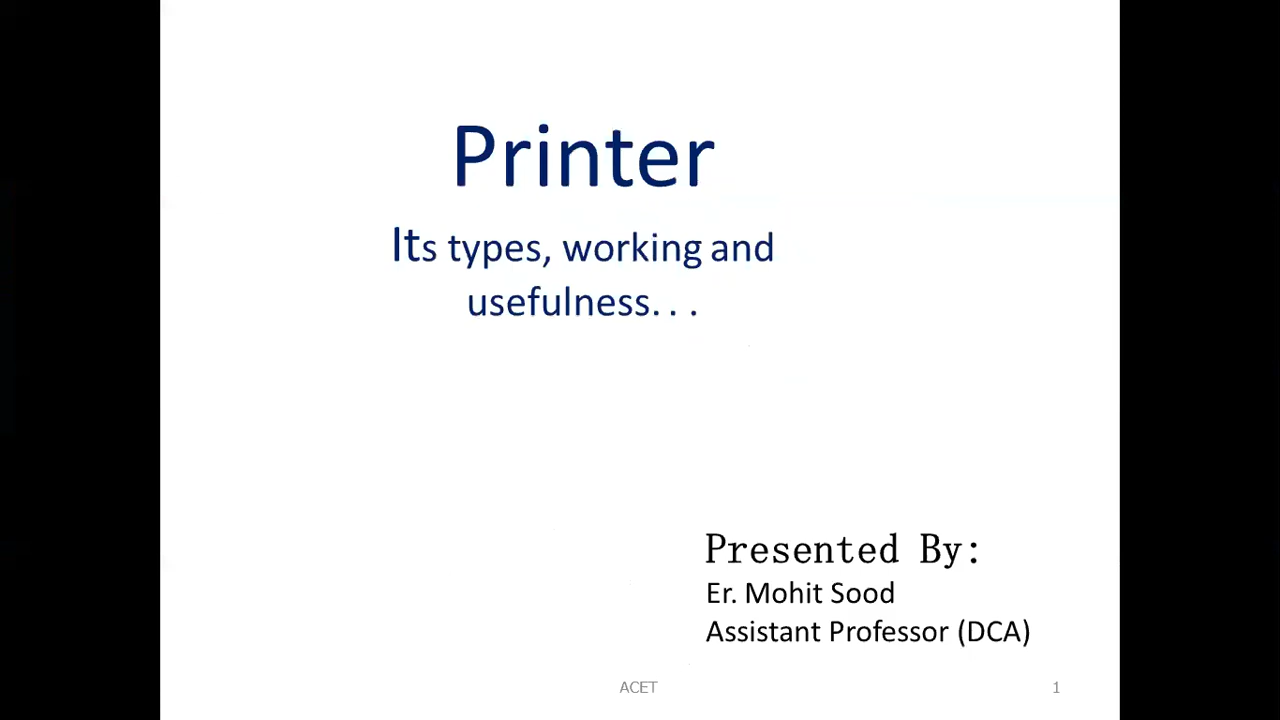 Printer
Its types, working and
usefulness. . .
Presented By:
Er. Mohit Sood
Assistant Professor (DCA)
ACET
1